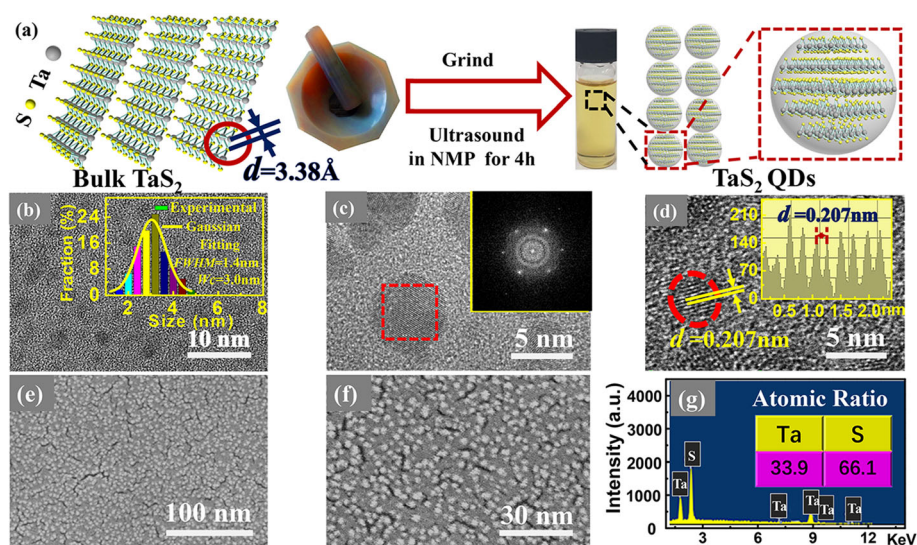 (a)
S
Ta
d=3.38Å
Bulk TaS2
Grind
Ultrasound
in NMP for 4h
TaS2 QDs
(b)
Fraction (%)
24
18
12
6
0
Experimental
Gaussian
Fitting
FWHM=1.4nm
Wc=3.0nm
2 4 6 8
Size (nm)
10 nm
(c)
5 nm
(d)
d =0.207nm
210
140
70
0
0.5 1.0 1.5 2.0nm
d=0.207nm
5 nm
(e)
100 nm
(f)
30 nm
(g)
Intensity (a.u.)
4000
3000
2000
1000
0
Atomic Ratio
Ta S
33.9 66.1
Ta
S
Ta
Ta
Ta
Ta
3 6 9 12 KeV